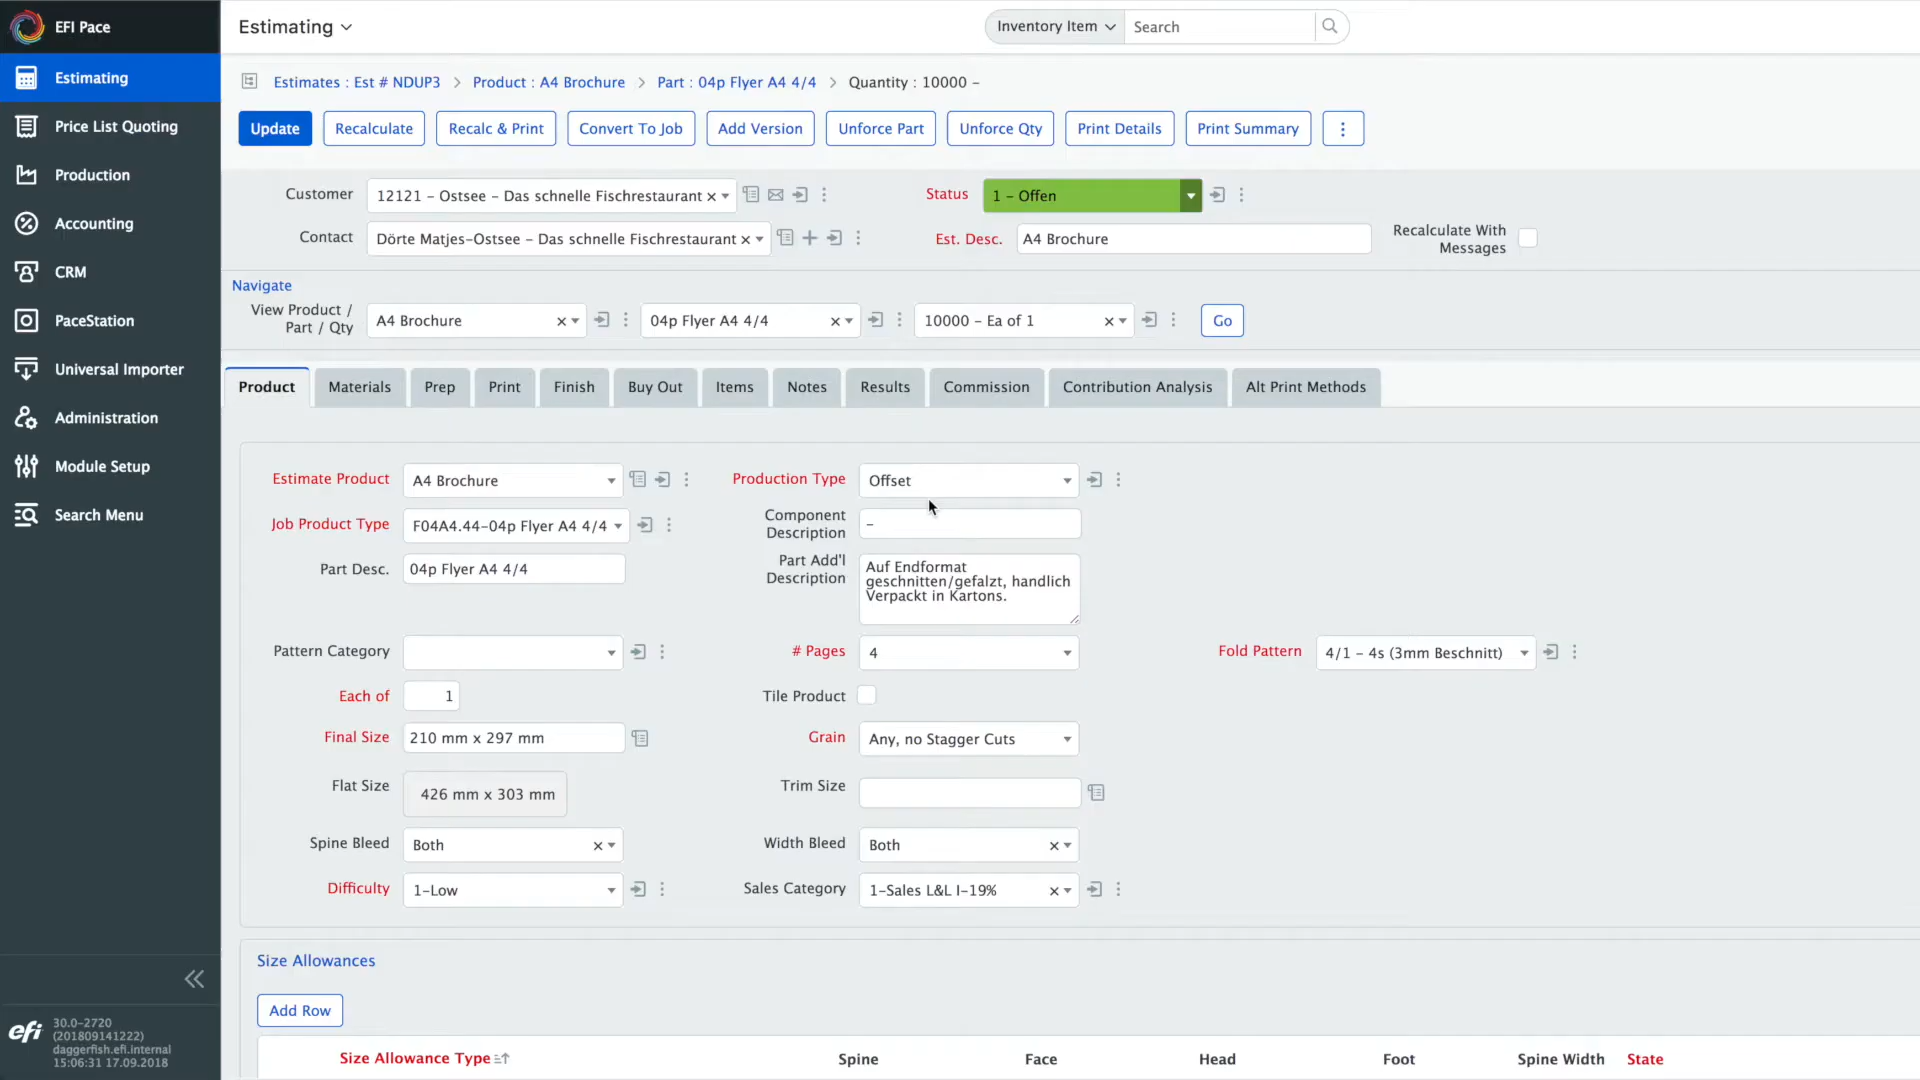 EFI Pace
Estimating
Inventory Item
Search
Estimating
Price List Quoting
Production
Accounting
CRM
PaceStation
Universal Importer
Administration
Module Setup
Search Menu
efi
30.0-2720
(201809141222)
daggerfish.efi.internal
15:06:31 17.09.2018
Estimates : Est # NDUP3 > Product : A4 Brochure > Part : 04p Flyer A4 4/4 > Quantity : 10000 –
Update
Recalculate
Recalc & Print
Convert To Job
Add Version
Unforce Part
Unforce Qty
Print Details
Print Summary
Customer
12121 – Ostsee – Das schnelle Fischrestaurant
Status
1 – Offen
Contact
Dörte Matjes-Ostsee – Das schnelle Fischrestaurant
Est. Desc.
A4 Brochure
Recalculate With
Messages
Navigate
View Product /
Part / Qty
A4 Brochure
04p Flyer A4 4/4
10000 – Ea of 1
Go
Product
Materials
Prep
Print
Finish
Buy Out
Items
Notes
Results
Commission
Contribution Analysis
Alt Print Methods
Estimate Product
A4 Brochure
Production Type
Offset
Job Product Type
F04A4.44–04p Flyer A4 4/4
Component
Description
–
Part Desc.
04p Flyer A4 4/4
Part Add'l
Description
Auf Endformat
geschnitten/gefalzt, handlich
Verpackt in Kartons.
Pattern Category
# Pages
4
Fold Pattern
4/1 – 4s (3mm Beschnitt)
Each of
1
Tile Product
Final Size
210 mm x 297 mm
Grain
Any, no Stagger Cuts
Flat Size
426 mm x 303 mm
Trim Size
Spine Bleed
Both
Width Bleed
Both
Difficulty
1-Low
Sales Category
1-Sales L&L I-19%
Size Allowances
Add Row
Size Allowance Type
Spine
Face
Head
Foot
Spine Width
State